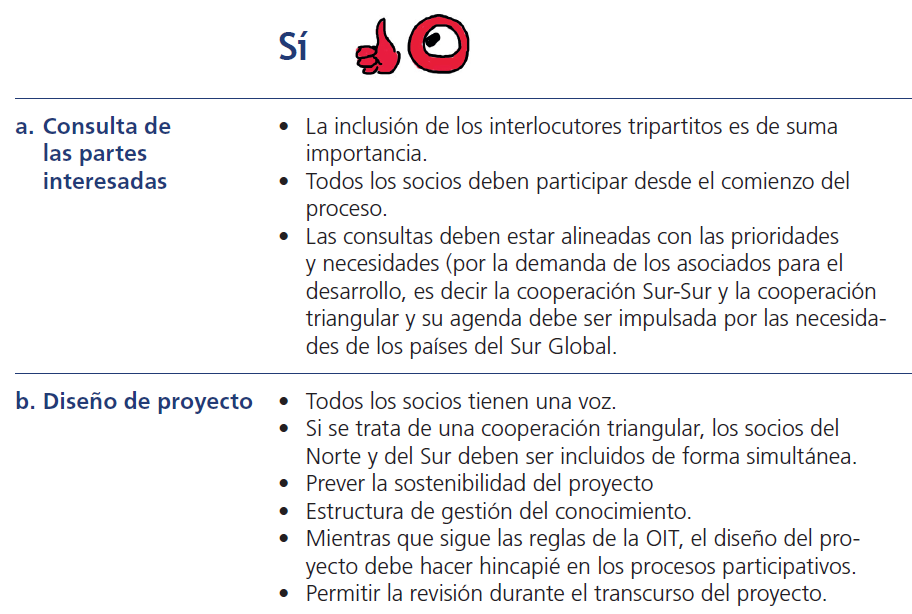 Sí
a. Consulta de
las partes
interesadas
• La inclusión de los interlocutores tripartitos es de suma
importancia.
• Todos los socios deben participar desde el comienzo del
proceso.
• Las consultas deben estar alineadas con las prioridades
y necesidades (por la demanda de los asociados para el
desarrollo, es decir la cooperación Sur-Sur y la cooperación
triangular y su agenda debe ser impulsada por las necesida-
des de los países del Sur Global.
b. Diseño de proyecto
• Todos los socios tienen una voz.
• Si se trata de una cooperación triangular, los socios del
Norte y del Sur deben ser incluidos de forma simultánea.
• Prever la sostenibilidad del proyecto
• Estructura de gestión del conocimiento.
• Mientras que sigue las reglas de la OIT, el diseño del pro-
yecto debe hacer hincapié en los procesos participativos.
• Permitir la revisión durante el transcurso del proyecto.